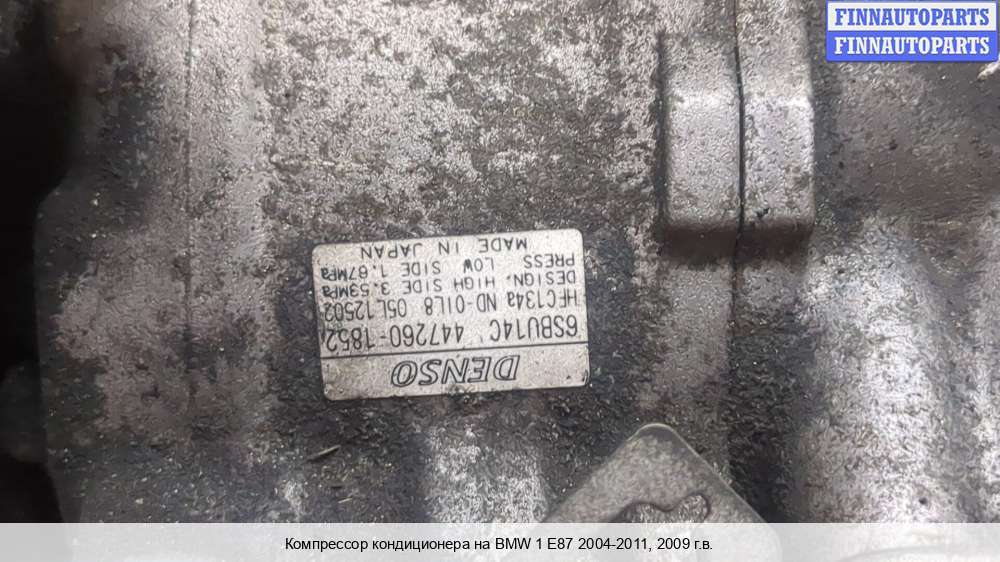 FINNAUTOPARTS
FINNAUTOPARTS
DENSO
6SBU14C 447260-1852
HFC134a ND-OIL8 05L12502
DESIGN. HIGH SIDE 3.53MPa
PRESS LOW SIDE 1.67MPa
MADE IN JAPAN
Компрессор кондиционера на BMW 1 E87 2004-2011, 2009 г.в.